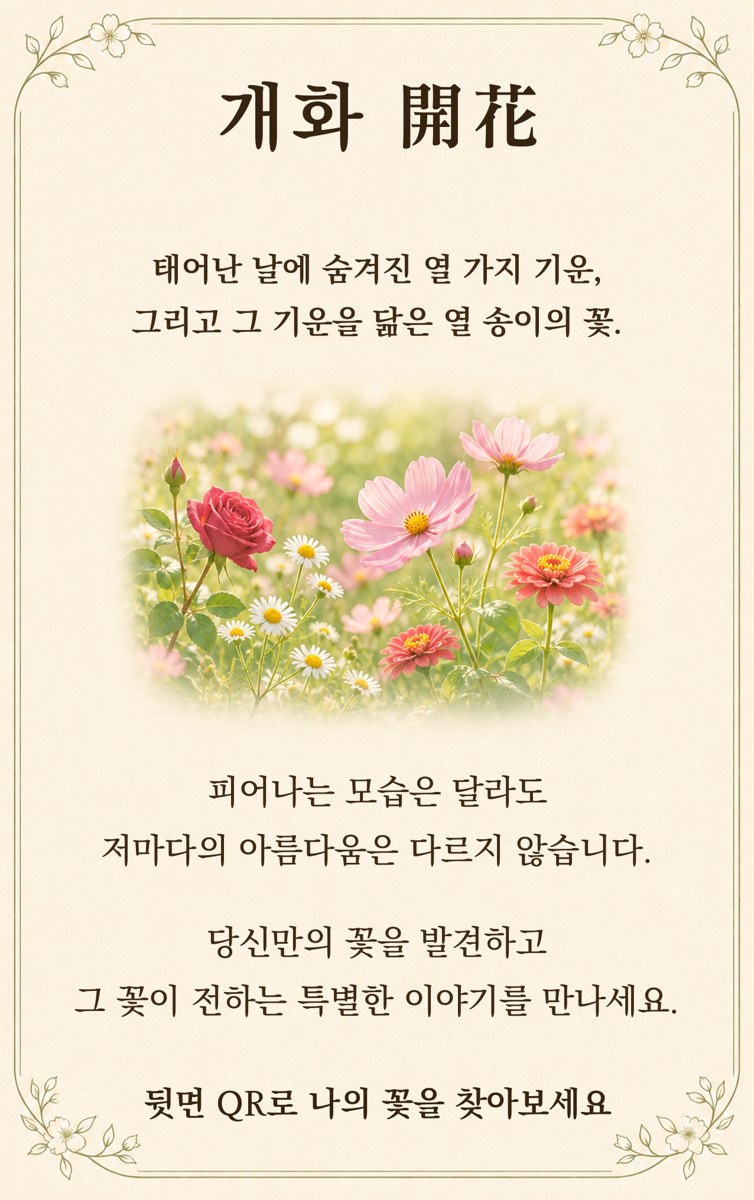 개화 開花
태어난 날에 숨겨진 열 가지 기운,
그리고 그 기운을 닮은 열 송이의 꽃.
피어나는 모습은 달라도
저마다의 아름다움은 다르지 않습니다.
당신만의 꽃을 발견하고
그 꽃이 전하는 특별한 이야기를 만나세요.
뒷면 QR로 나의 꽃을 찾아보세요